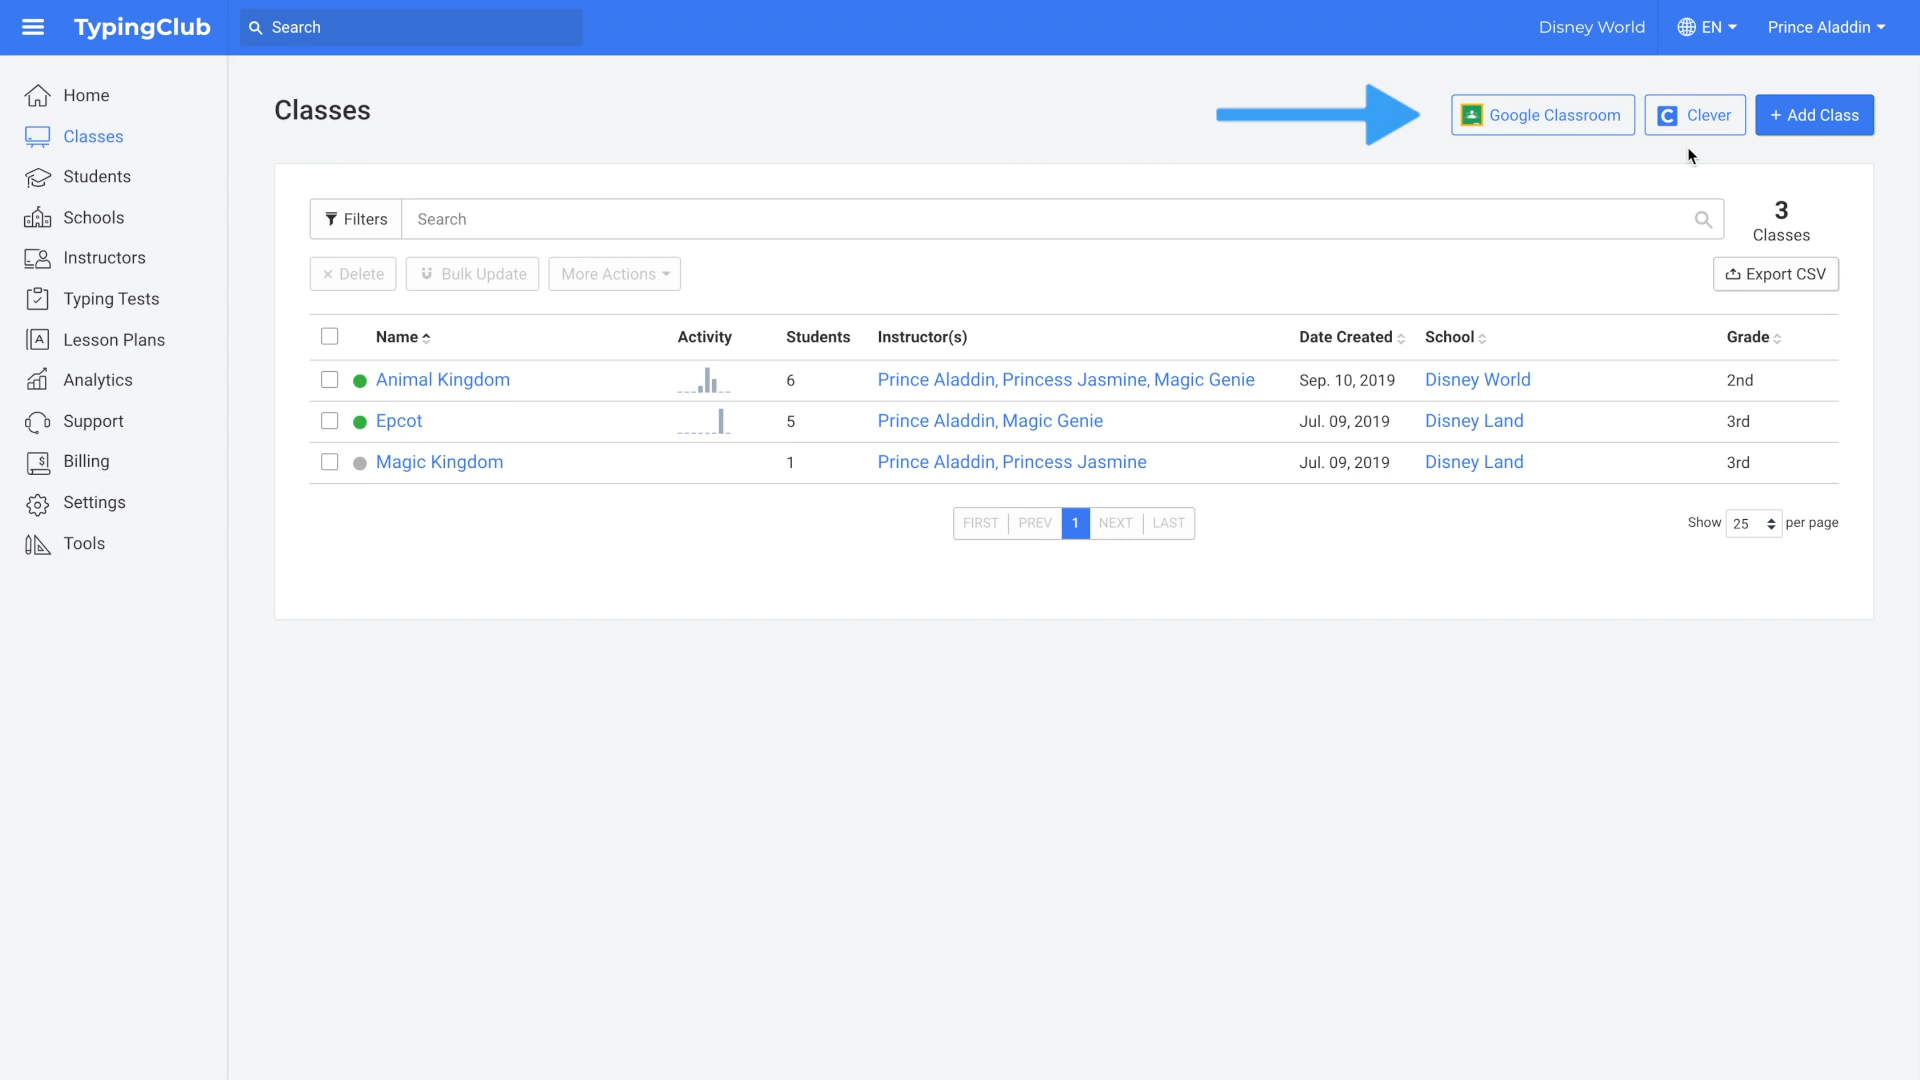 TypingClub
Search
Disney World
EN
Prince Aladdin
Home
Classes
Students
Schools
Instructors
Typing Tests
Lesson Plans
Analytics
Support
Billing
Settings
Tools
Classes
Google Classroom
C Clever
+ Add Class
Filters
Search
3
Classes
× Delete
Bulk Update
More Actions
Export CSV
Name Activity Students Instructor(s) Date Created School Grade
Animal Kingdom 6 Prince Aladdin, Princess Jasmine, Magic Genie Sep. 10, 2019 Disney World 2nd
Epcot 5 Prince Aladdin, Magic Genie Jul. 09, 2019 Disney Land 3rd
Magic Kingdom 1 Prince Aladdin, Princess Jasmine Jul. 09, 2019 Disney Land 3rd
FIRST PREV 1 NEXT LAST
Show 25 per page